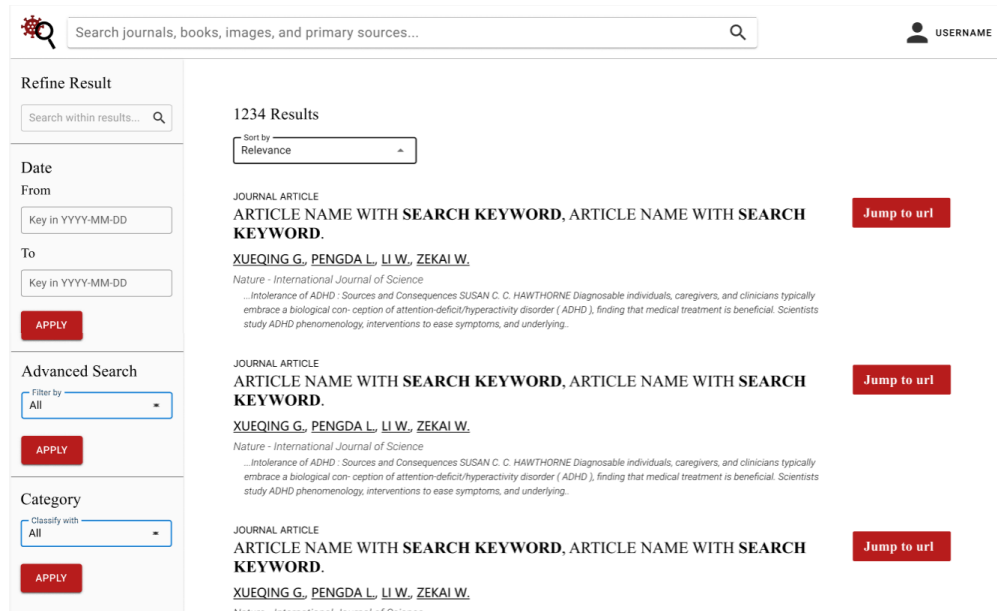 Search journals, books, images, and primary sources...
USERNAME
Refine Result
Search within results...
Date
From
Key in YYYY-MM-DD
To
Key in YYYY-MM-DD
APPLY
Advanced Search
Filter by
All
APPLY
Category
Classify with
All
APPLY
1234 Results
Sort by
Relevance
JOURNAL ARTICLE
ARTICLE NAME WITH SEARCH KEYWORD, ARTICLE NAME WITH SEARCH
KEYWORD.
Jump to url
XUEQING G., PENGDA L., LI W., ZEKAI W.
Nature - International Journal of Science
...Intolerance of ADHD : Sources and Consequences SUSAN C. C. HAWTHORNE Diagnosable individuals, caregivers, and clinicians typically
embrace a biological con- ception of attention-deficit/hyperactivity disorder ( ADHD ), finding that medical treatment is beneficial. Scientists
study ADHD phenomenology, interventions to ease symptoms, and underlying..
JOURNAL ARTICLE
ARTICLE NAME WITH SEARCH KEYWORD, ARTICLE NAME WITH SEARCH
KEYWORD.
Jump to url
XUEQING G., PENGDA L., LI W., ZEKAI W.
Nature - International Journal of Science
...Intolerance of ADHD : Sources and Consequences SUSAN C. C. HAWTHORNE Diagnosable individuals, caregivers, and clinicians typically
embrace a biological con- ception of attention-deficit/hyperactivity disorder ( ADHD ), finding that medical treatment is beneficial. Scientists
study ADHD phenomenology, interventions to ease symptoms, and underlying..
JOURNAL ARTICLE
ARTICLE NAME WITH SEARCH KEYWORD, ARTICLE NAME WITH SEARCH
KEYWORD.
Jump to url
XUEQING G., PENGDA L., LI W., ZEKAI W.